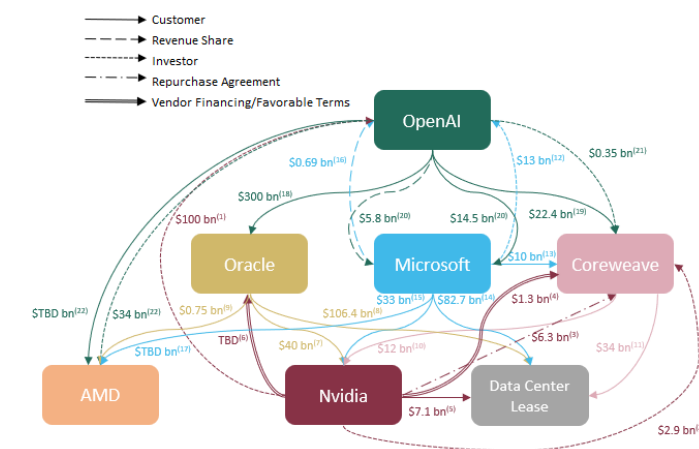 Customer
Revenue Share
Investor
Repurchase Agreement
Vendor Financing/Favorable Terms
OpenAI
$0.69 bn(16)
$13 bn(12)
$0.35 bn(21)
$300 bn(18)
$100 bn(1)
$5.8 bn(20)
$14.5 bn(20)
$22.4 bn(19)
Oracle
Microsoft
$10 bn(13)
Coreweave
$TBD bn(22)
$34 bn(22)
$0.75 bn(9)
$106.4 bn(8)
$33 bn(15)
$82.7 bn(14)
$1.3 bn(4)
$TBD bn(17)
TBD(6)
$40 bn(7)
$12 bn(10)
$6.3 bn(3)
$34 bn(11)
AMD
Nvidia
$7.1 bn(5)
Data Center
Lease
$2.9 bn(